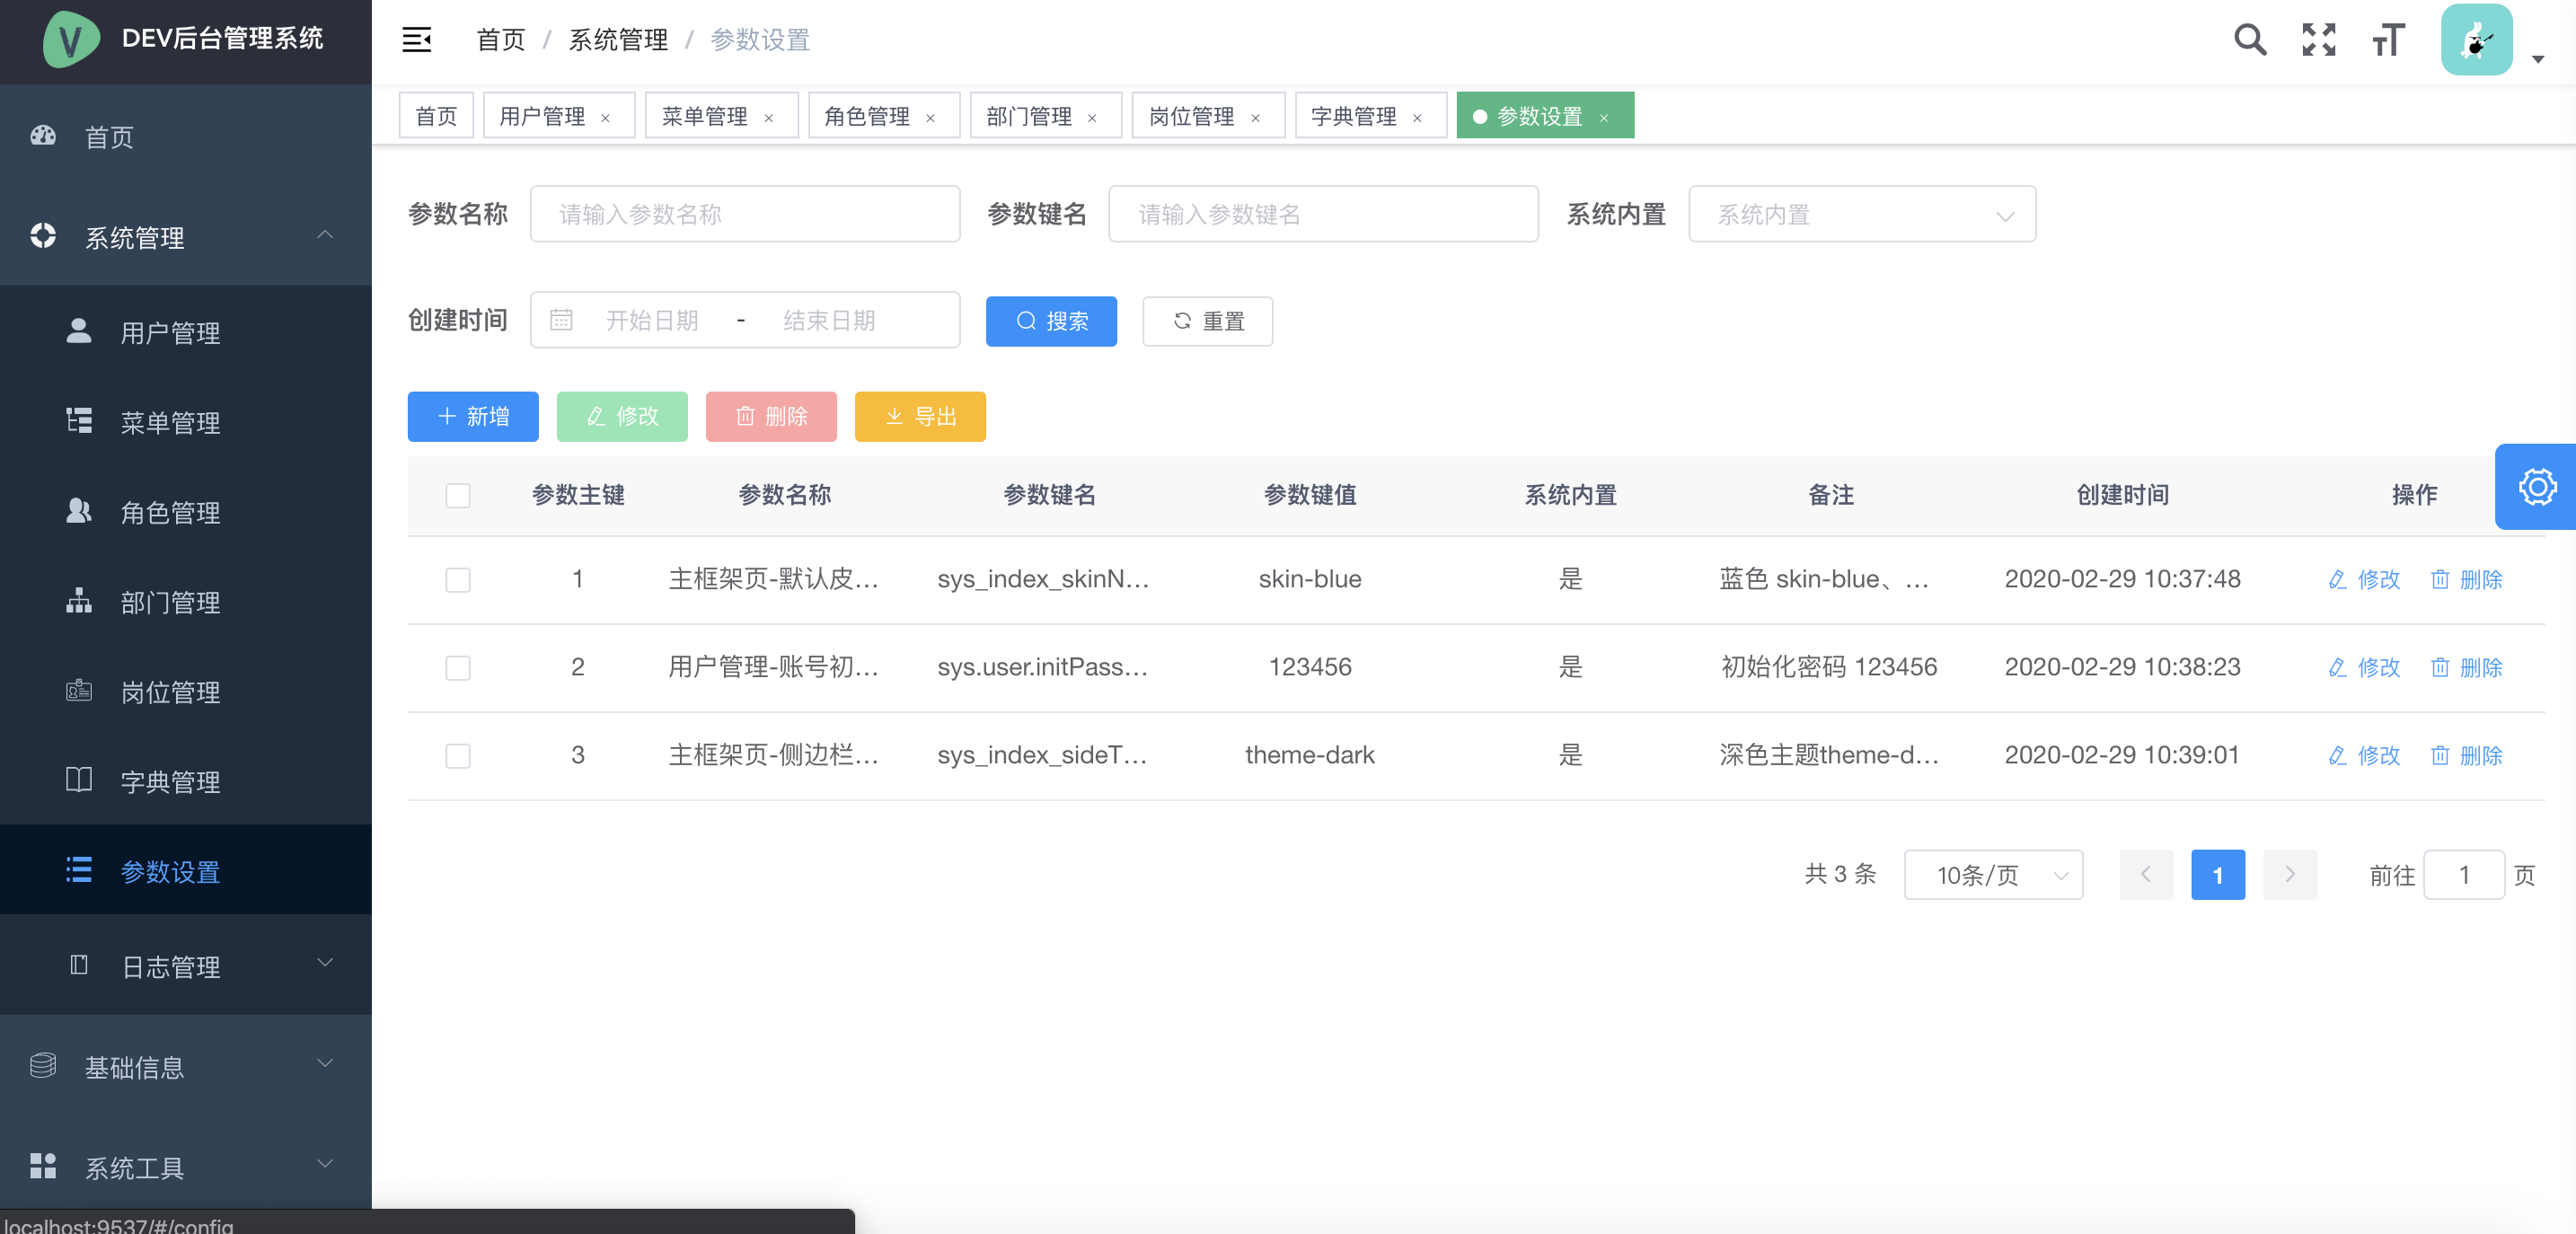 DEV后台管理系统
首页 / 系统管理 / 参数设置
首页 用户管理 × 菜单管理 × 角色管理 × 部门管理 × 岗位管理 × 字典管理 × 参数设置 ×
首页
系统管理
用户管理
菜单管理
角色管理
部门管理
岗位管理
字典管理
参数设置
日志管理
基础信息
系统工具
参数名称 请输入参数名称 参数键名 请输入参数键名 系统内置 系统内置
创建时间 开始日期 - 结束日期 搜索 重置
新增 修改 删除 导出
参数主键 参数名称 参数键名 参数键值 系统内置 备注 创建时间 操作
1 主框架页-默认皮... sys_index_skinN... skin-blue 是 蓝色 skin-blue、... 2020-02-29 10:37:48 修改 删除
2 用户管理-账号初... sys.user.initPass... 123456 是 初始化密码 123456 2020-02-29 10:38:23 修改 删除
3 主框架页-侧边栏... sys_index_sideT... theme-dark 是 深色主题theme-d... 2020-02-29 10:39:01 修改 删除
共 3 条 10条/页 1 前往 1 页
localhost:9537/#/config